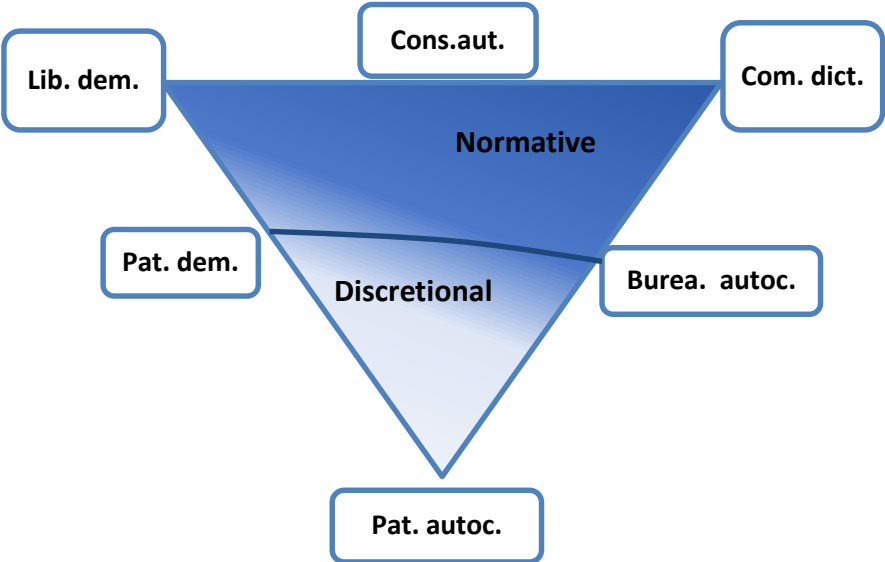 Cons.aut.
Lib. dem.
Com. dict.
Normative
Pat. dem.
Burea. autoc.
Discretional
Pat. autoc.